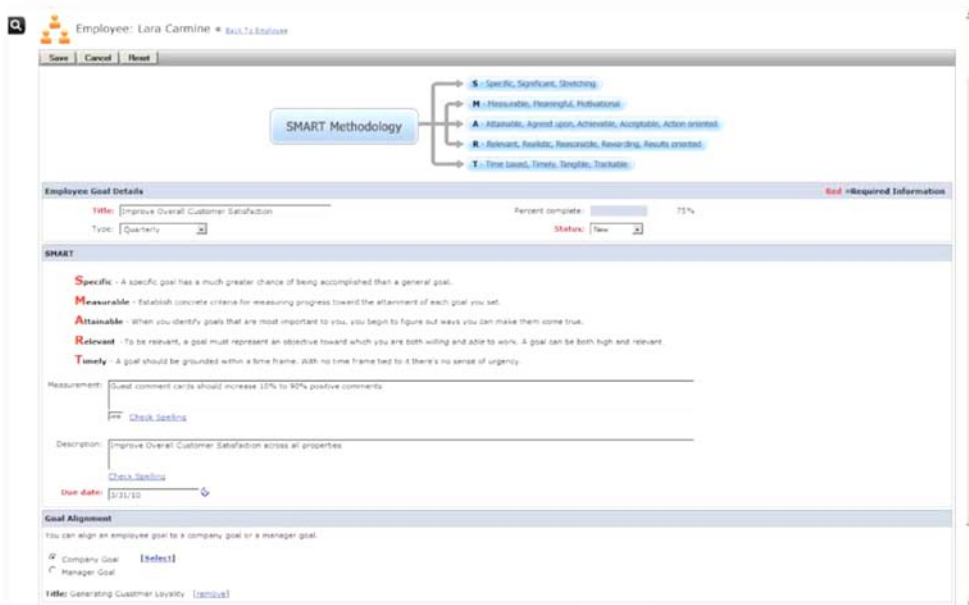 Employee: Lara Carmine « Back To Employee
Save Cancel Reset
SMART Methodology
S - Specific, Significant, Stretching
M - Measurable, Meaningful, Motivational
A - Attainable, Agreed upon, Achievable, Acceptable, Action oriented
R - Relevant, Realistic, Reasonable, Rewarding, Results oriented
T - Time based, Timely, Tangible, Trackable
Employee Goal Details Red =Required Information
Title: Improve Overall Customer Satisfaction Percent complete: 75%
Type: Quarterly Status: New
SMART
Specific - A specific goal has a much greater chance of being accomplished than a general goal.
Measurable - Establish concrete criteria for measuring progress toward the attainment of each goal you set.
Attainable - When you identify goals that are most important to you, you begin to figure out ways you can make them come true.
Relevant - To be relevant, a goal must represent an objective toward which you are both willing and able to work. A goal can be both high and relevant.
Timely - A goal should be grounded within a time frame. With no time frame tied to it there's no sense of urgency.
Measurement: Guest comment cards should increase 10% to 90% positive comments
Check Spelling
Description: Improve Overall Customer Satisfaction across all properties
Check Spelling
Due date: 3/31/10
Goal Alignment
You can align an employee goal to a company goal or a manager goal.
Company Goal [Select]
Manager Goal
Title: Generating Cusotmer Loyality [remove]